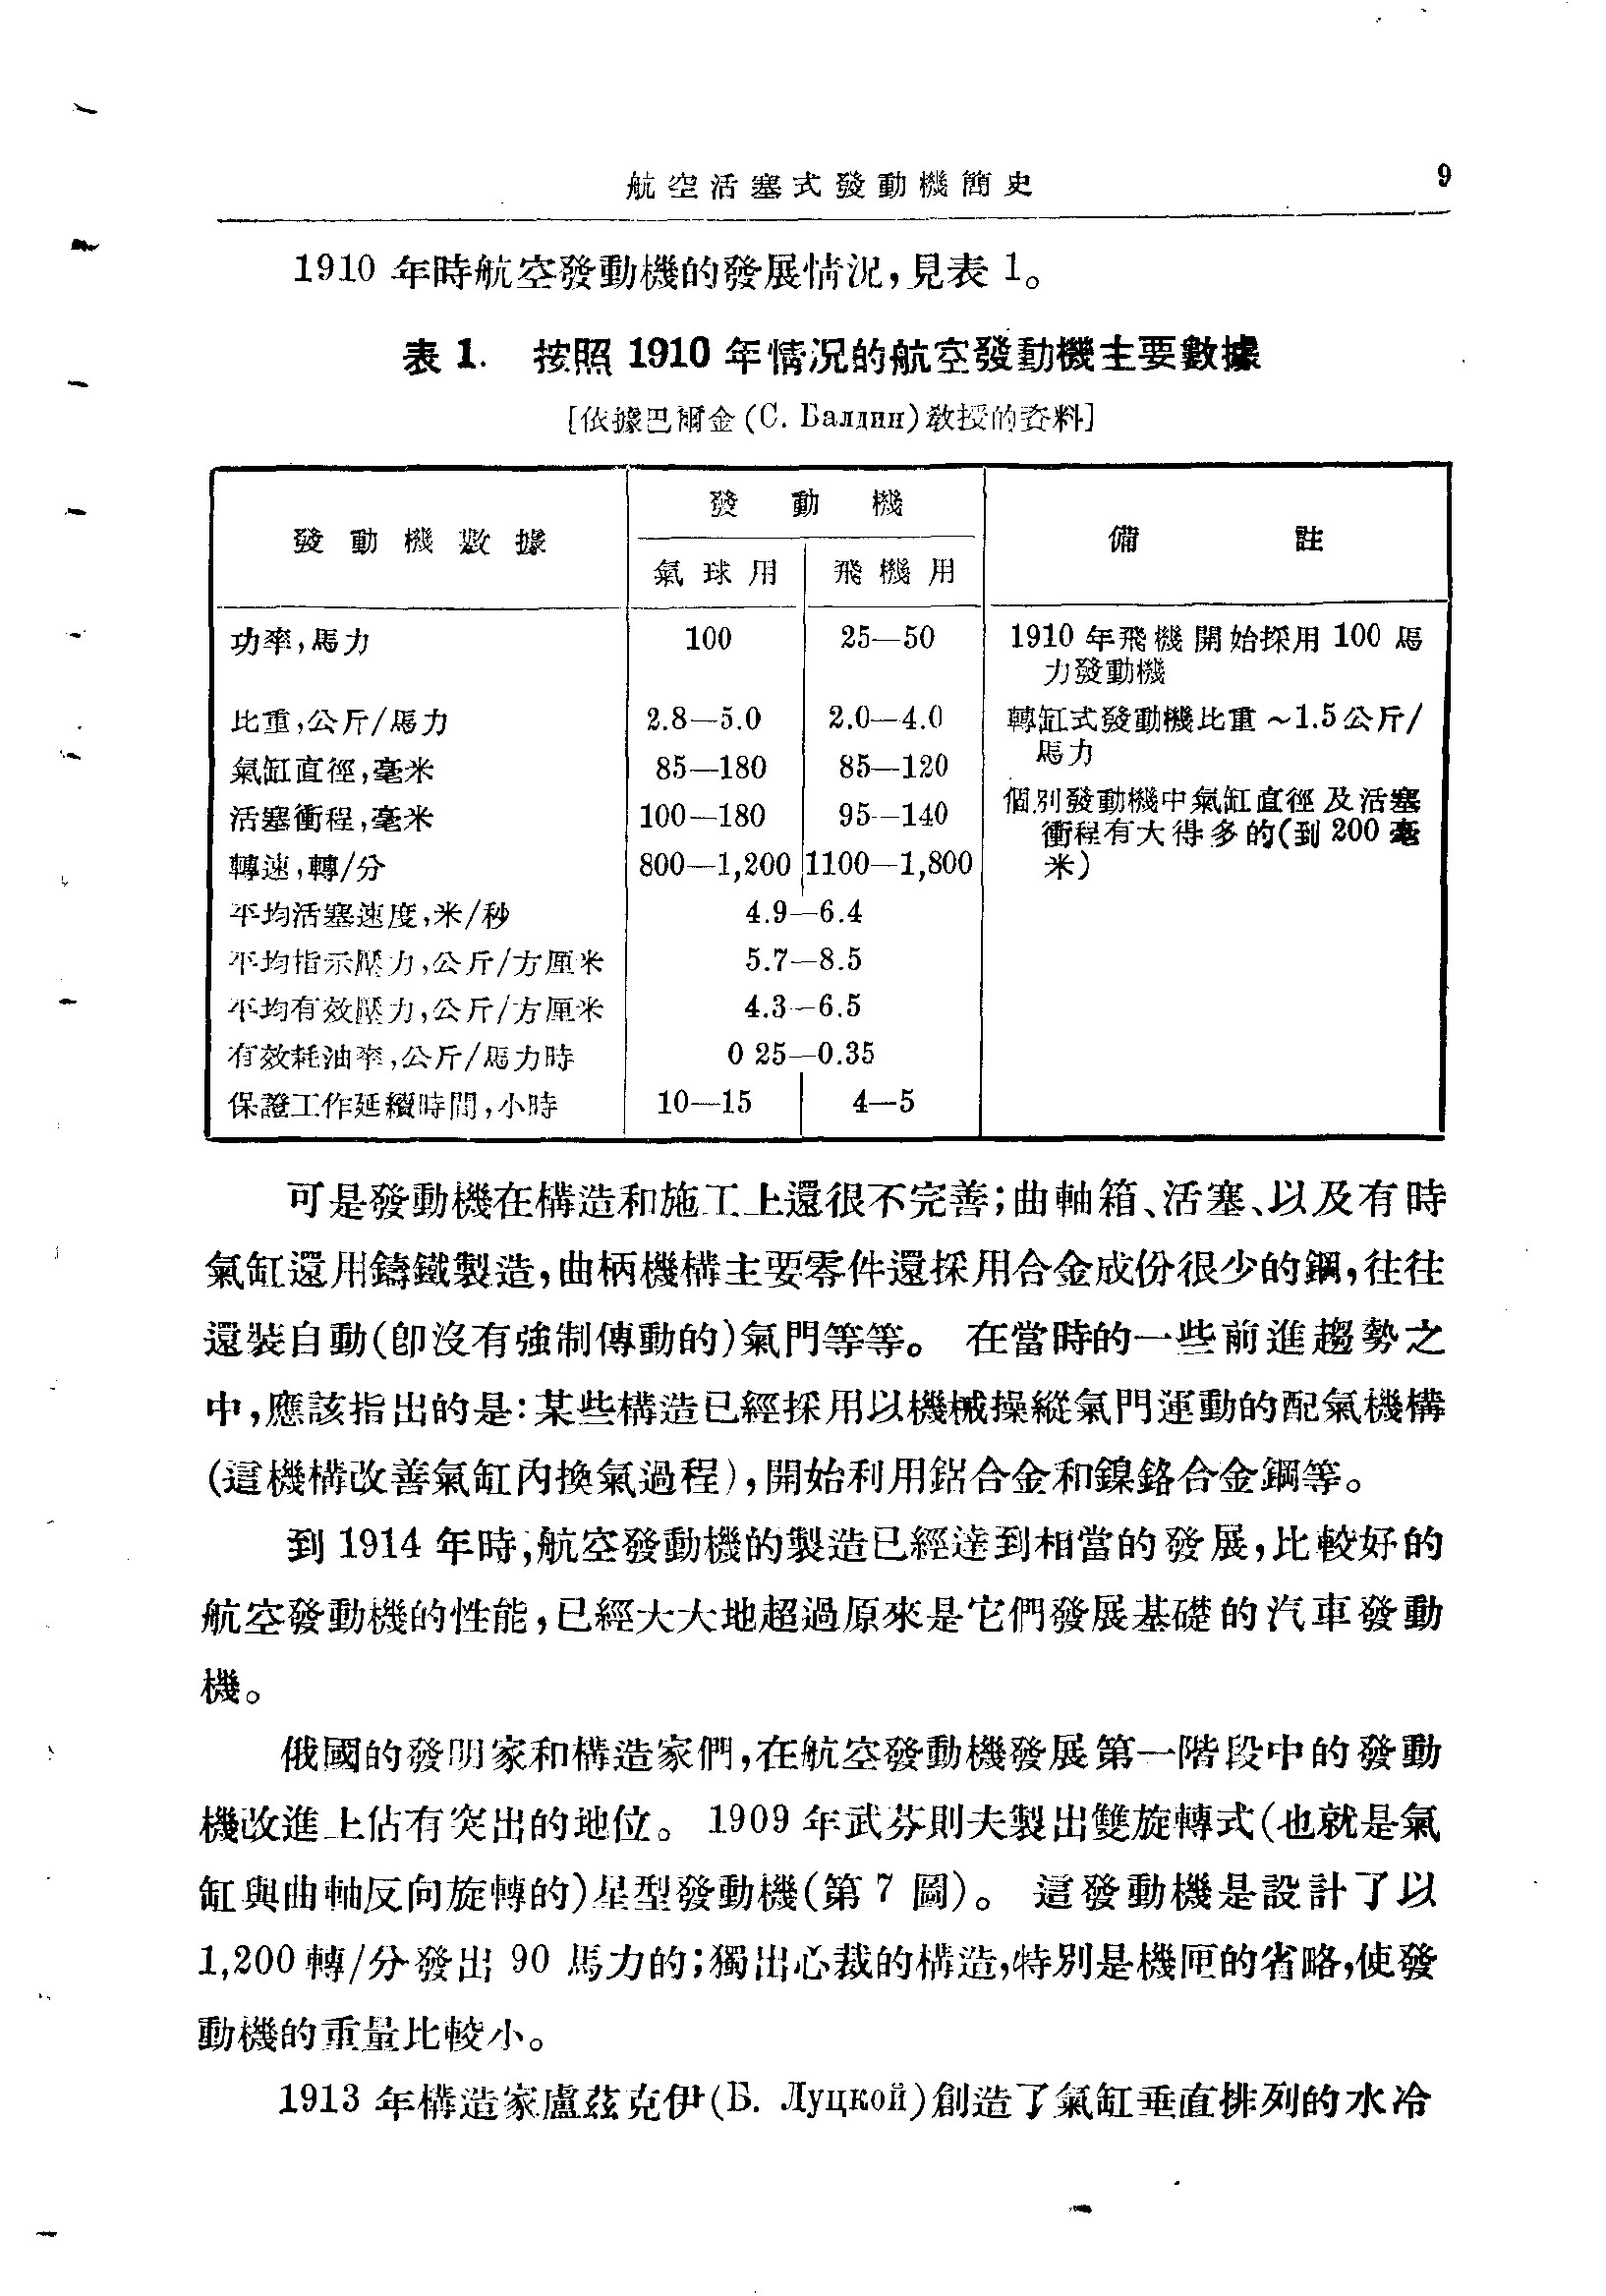 航空活塞式發動機簡史 9
1910 年時航空發動機的發展情況,見表 1。
表 1. 按照 1910 年情況的航空發動機主要數據
[依據巴爾金(С. Балдин)教授的資料]
發動機數據 發動機 備註
氣球用 飛機用
功率,馬力 100 25—50 1910 年飛機開始採用 100 馬
力發動機
比重,公斤/馬力 2.8—5.0 2.0—4.0 轉缸式發動機比重 ~1.5公斤/
馬力
氣缸直徑,毫米 85—180 85—120
活塞衝程,毫米 100—180 95—140 個別發動機中氣缸直徑及活塞
衝程有大得多的(到 200 毫
轉速,轉/分 800—1,200 1100—1,800 米)
平均活塞速度,米/秒 4.9—6.4
平均指示壓力,公斤/方厘米 5.7—8.5
平均有效壓力,公斤/方厘米 4.3—6.5
有效耗油率,公斤/馬力時 0 25—0.35
保證工作延續時間,小時 10—15 4—5
可是發動機在構造和施工上還很不完善;曲軸箱、活塞、以及有時
氣缸還用鑄鐵製造,曲柄機構主要零件還採用合金成份很少的鋼,往往
還裝自動(卽沒有強制傳動的)氣門等等。 在當時的一些前進趨勢之
中,應該指出的是:某些構造已經採用以機械操縱氣門運動的配氣機構
(這機構改善氣缸內換氣過程),開始利用鋁合金和鎳鉻合金鋼等。
到 1914 年時,航空發動機的製造已經達到相當的發展,比較好的
航空發動機的性能,已經大大地超過原來是它們發展基礎的汽車發動
機。
俄國的發明家和構造家們,在航空發動機發展第一階段中的發動
機改進上佔有突出的地位。 1909 年武芬則夫製出雙旋轉式(也就是氣
缸與曲軸反向旋轉的)星型發動機(第 7 圖)。 這發動機是設計了以
1,200 轉/分發出 90 馬力的;獨出心裁的構造,特別是機匣的省略,使發
動機的重量比較小。
1913 年構造家盧茲克伊(Б. Луцкой)創造了氣缸垂直排列的水冷